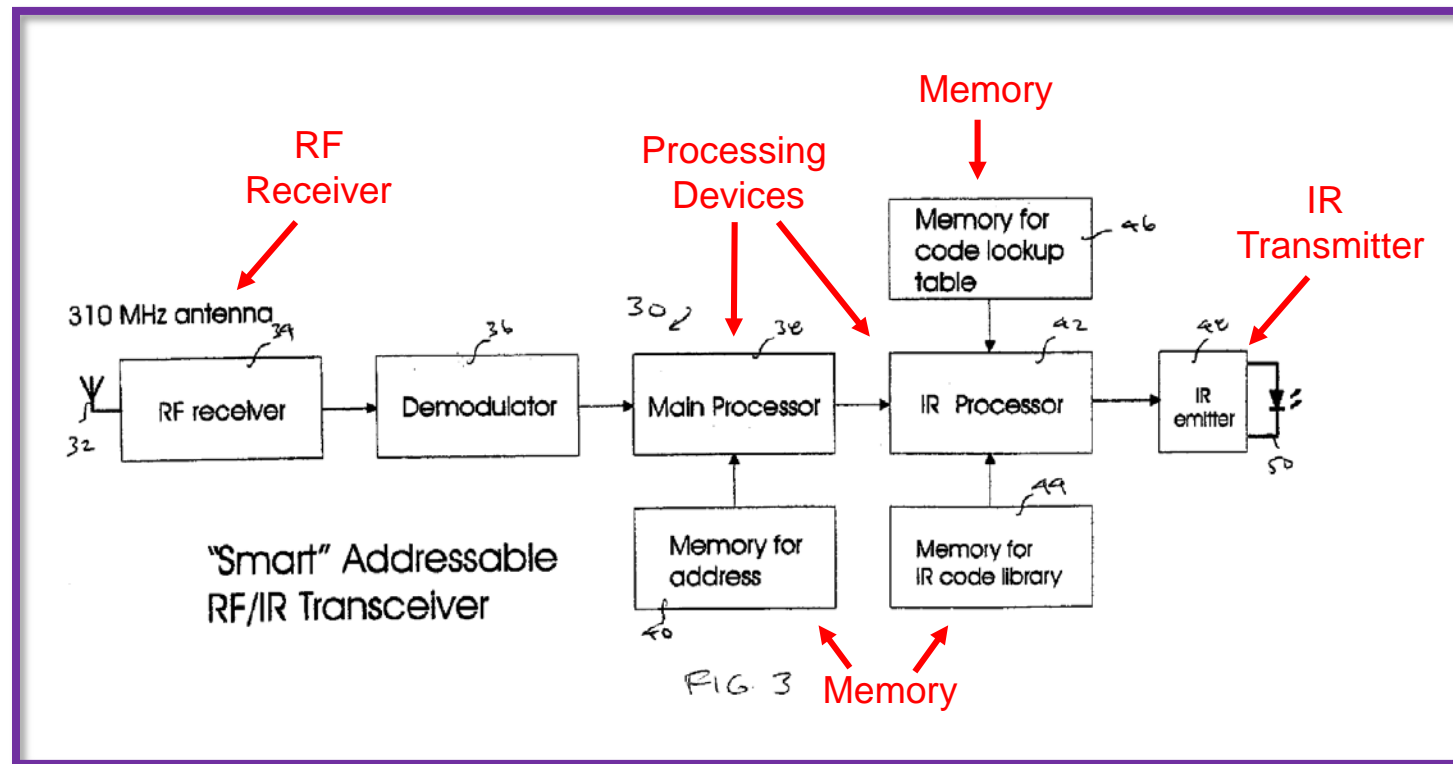 Memory
RF
Receiver
Processing
Devices
IR
Transmitter
Memory for
code lookup
table
46
310 MHz antenna
34
36
30
38
42
48
RF receiver
Demodulator
Main Processor
IR Processor
IR
emitter
32
50
44
"Smart" Addressable
RF/IR Transceiver
Memory for
address
Memory for
IR code library
40
FIG. 3
Memory